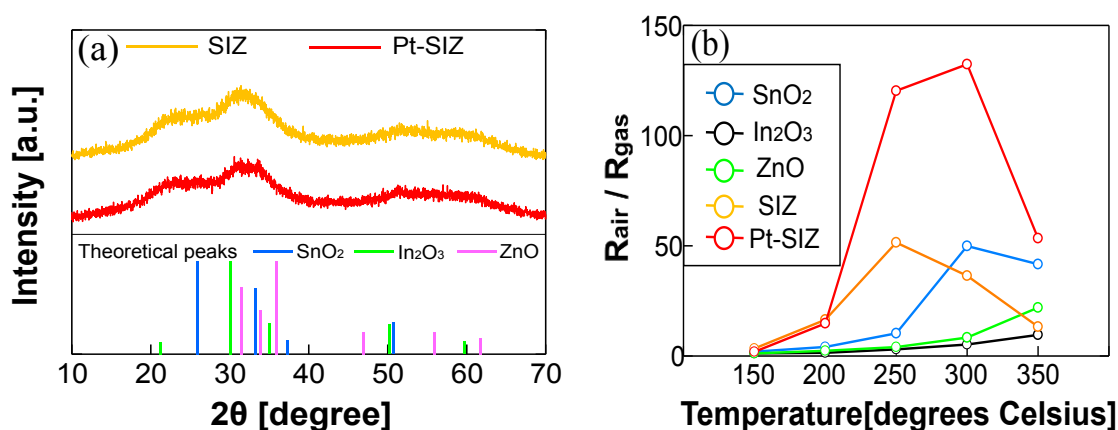 (a)
SIZ
Pt-SIZ
Intensity [a.u.]
Theoretical peaks
SnO₂
In₂O₃
ZnO
10
20
30
40
50
60
70
2θ [degree]
(b)
150
100
50
0
Rair / Rgas
SnO₂
In₂O₃
ZnO
SIZ
Pt-SIZ
150
200
250
300
350
Temperature[degrees Celsius]